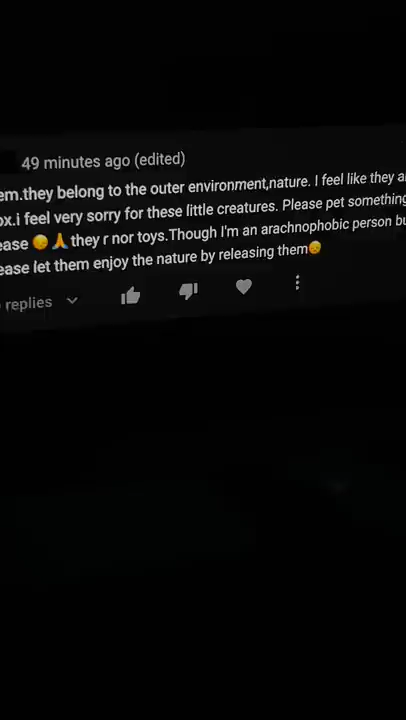 49 minutes ago (edited)
em.they belong to the outer environment,nature. I feel like they a
ox.i feel very sorry for these little creatures. Please pet something
ease 😔🙏 they r nor toys.Though I'm an arachnophobic person bu
ease let them enjoy the nature by releasing them😞
replies